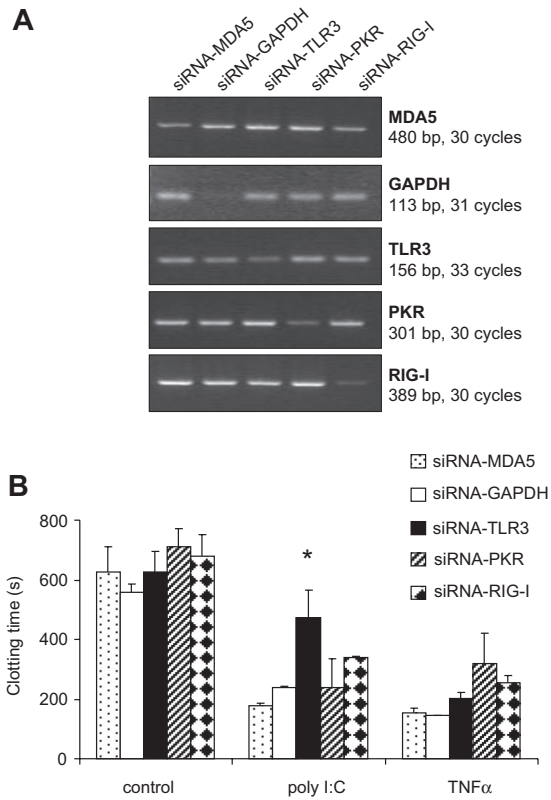 A
siRNA-MDA5
siRNA-GAPDH
siRNA-TLR3
siRNA-PKR
siRNA-RIG-I
MDA5
480 bp, 30 cycles
GAPDH
113 bp, 31 cycles
TLR3
156 bp, 33 cycles
PKR
301 bp, 30 cycles
RIG-I
389 bp, 30 cycles
B
siRNA-MDA5
siRNA-GAPDH
siRNA-TLR3
siRNA-PKR
siRNA-RIG-I
Clotting time (s)
800
600
400
200
0
*
control
poly I:C
TNFα